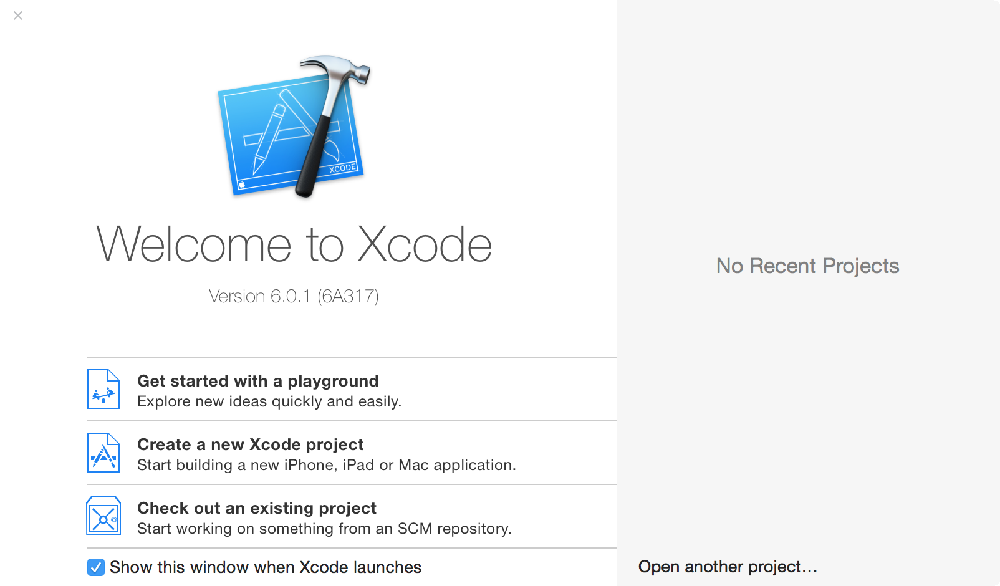 XCODE
Welcome to Xcode
Version 6.0.1 (6A317)
Get started with a playground
Explore new ideas quickly and easily.
Create a new Xcode project
Start building a new iPhone, iPad or Mac application.
Check out an existing project
Start working on something from an SCM repository.
Show this window when Xcode launches
No Recent Projects
Open another project...